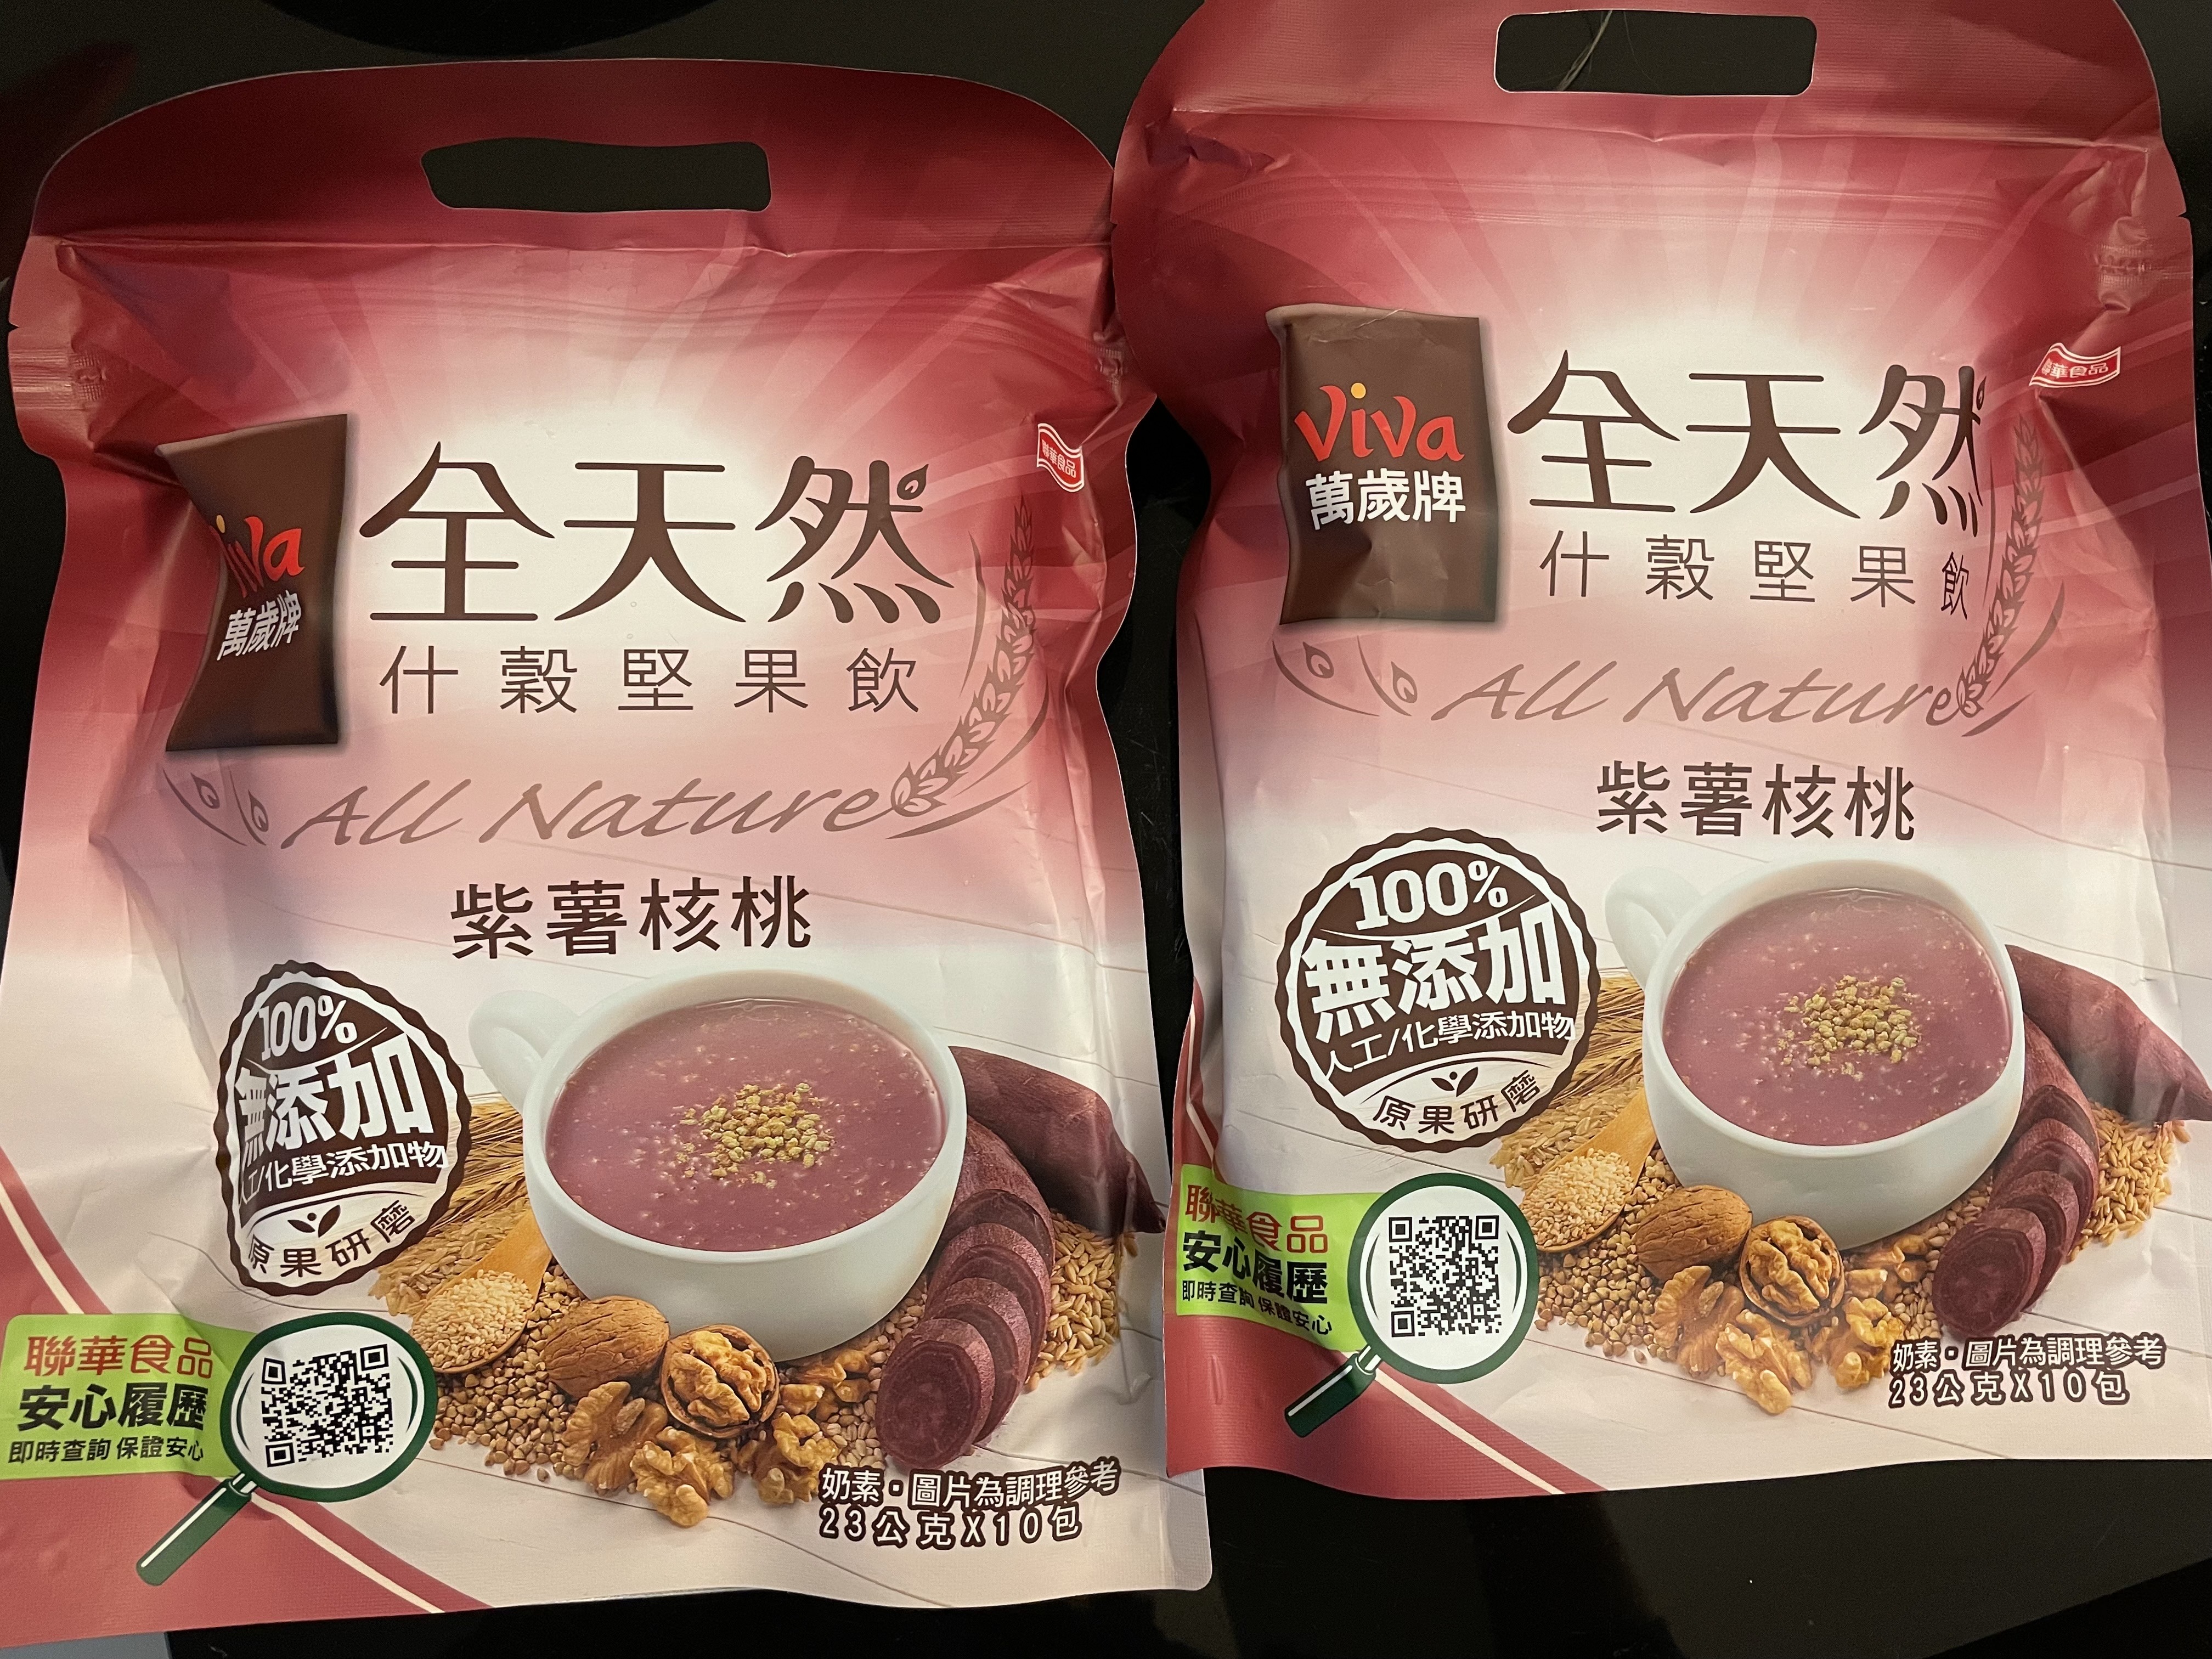 viva
萬歲牌
全天然
什穀堅果飲
聯華食品
All Nature
紫薯核桃
100%
無添加
人工/化學添加物
原果研磨
聯華食品
安心履歷
即時查詢 保證安心
奶素・圖片為調理參考
23公克X10包
Viva
萬歲牌
全天然
什穀堅果飲
聯華食品
All Nature
紫薯核桃
100%
無添加
人工/化學添加物
原果研磨
聯華食品
安心履歷
即時查詢 保證安心
奶素・圖片為調理參考
23公克X10包